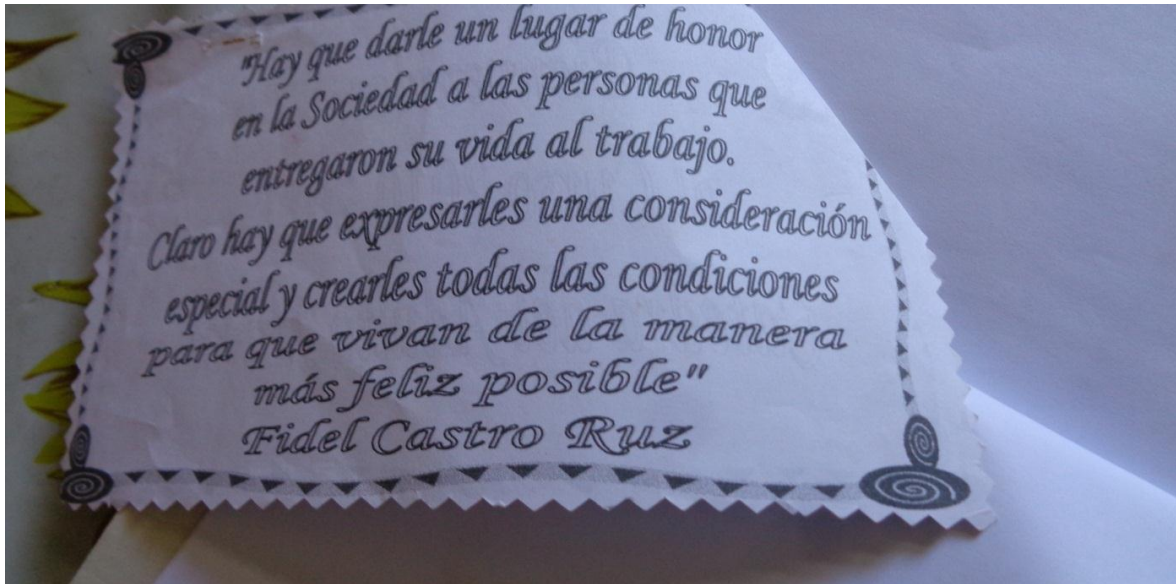 "Hay que darle un lugar de honor
en la Sociedad a las personas que
entregaron su vida al trabajo.
Claro hay que expresarles una consideración
especial y crearles todas las condiciones
para que vivan de la manera
más feliz posible"
Fidel Castro Ruz